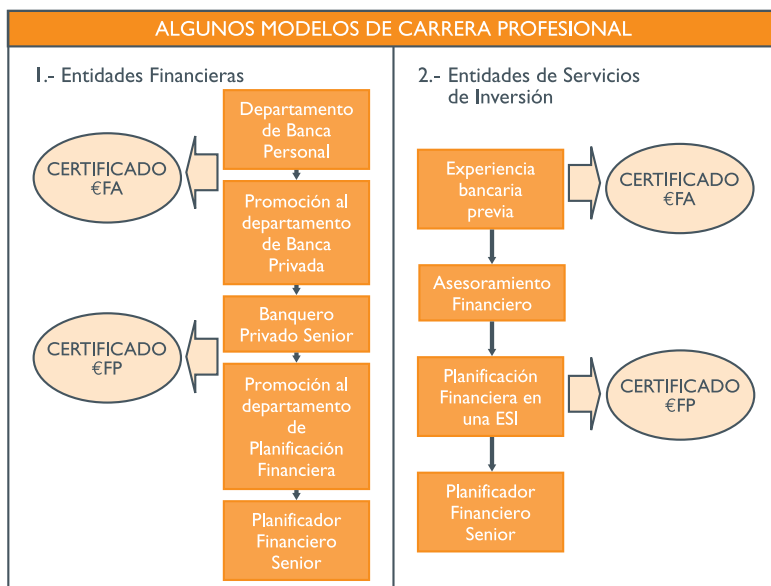 ALGUNOS MODELOS DE CARRERA PROFESIONAL
1.- Entidades Financieras
Departamento
de Banca
Personal
CERTIFICADO
€FA
Promoción al
departamento
de Banca
Privada
Banquero
Privado Senior
CERTIFICADO
€FP
Promoción al
departamento
de
Planificación
Financiera
Planificador
Financiero
Senior
2.- Entidades de Servicios
de Inversión
Experiencia
bancaria
previa
CERTIFICADO
€FA
Asesoramiento
Financiero
Planificación
Financiera en
una ESI
CERTIFICADO
€FP
Planificador
Financiero
Senior